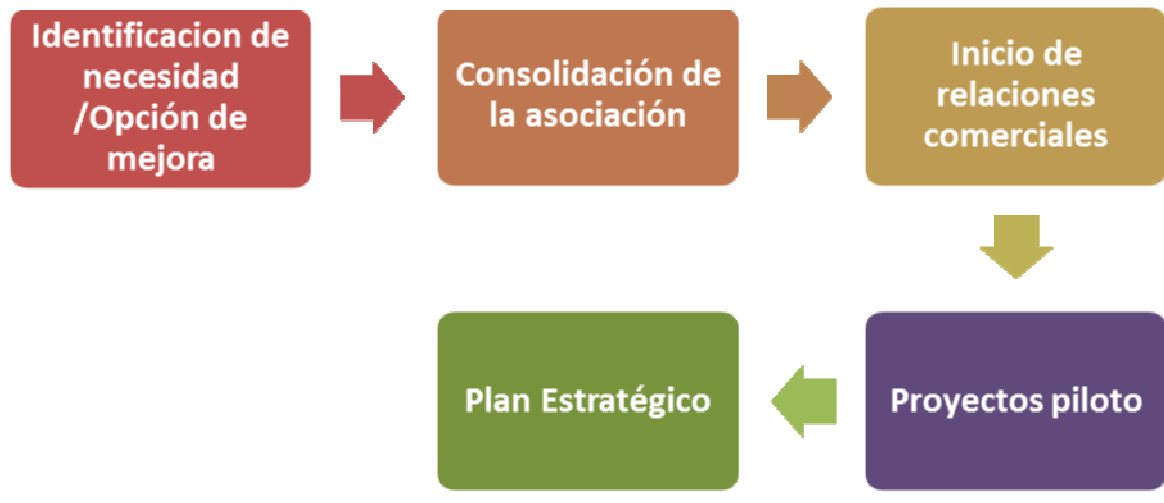 Identificacion de
necesidad
/Opción de
mejora
Consolidación de
la asociación
Inicio de
relaciones
comerciales
Proyectos piloto
Plan Estratégico